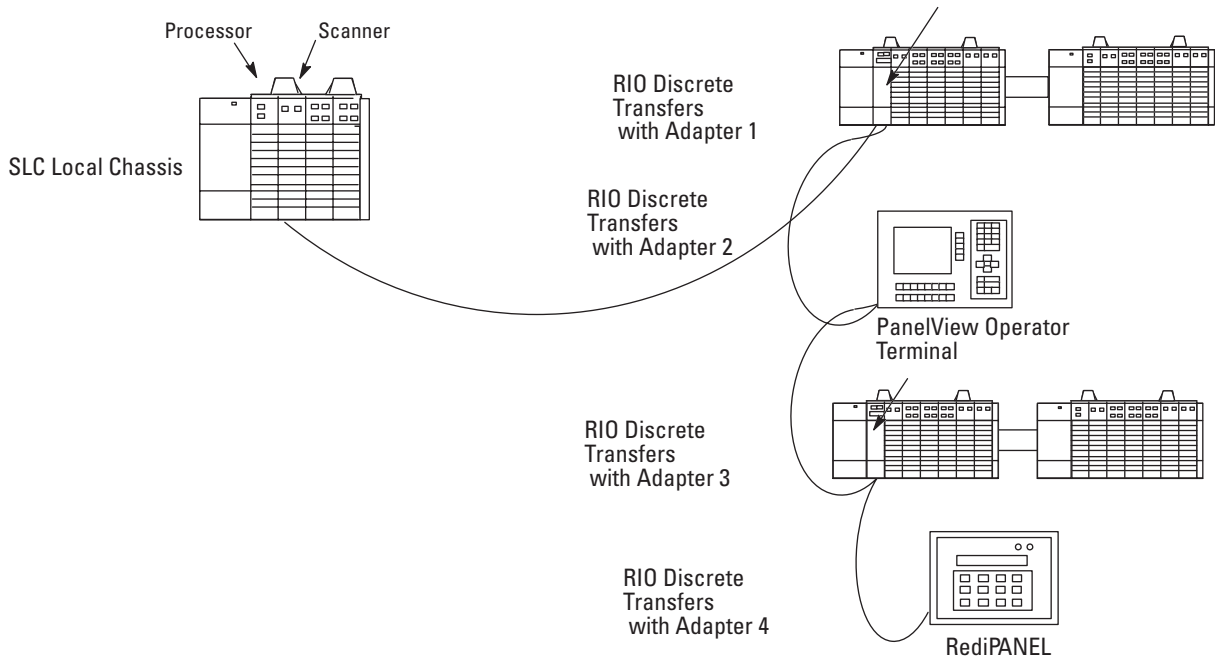 Processor
Scanner
SLC Local Chassis
RIO Discrete
Transfers
with Adapter 1
RIO Discrete
Transfers
with Adapter 2
PanelView Operator
Terminal
RIO Discrete
Transfers
with Adapter 3
RIO Discrete
Transfers
with Adapter 4
RediPANEL